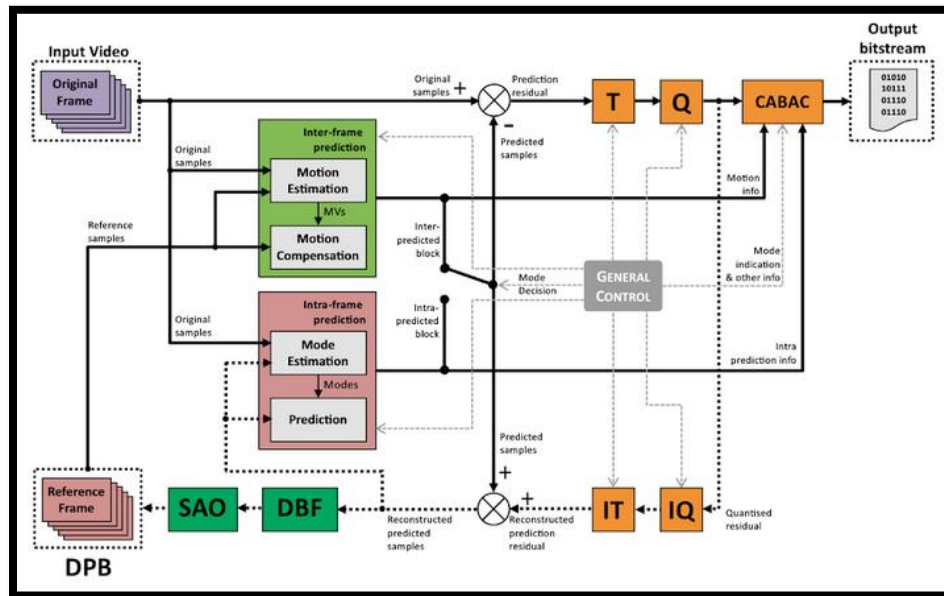 Input Video
Original
Frame
Original
samples
+
Prediction
residual
T
Q
CABAC
Output
bitstream
01010
10111
01110
01110
–
Predicted
samples
Inter-frame
prediction
Original
samples
Motion
Estimation
MVs
Motion
Compensation
Reference
samples
Motion
info
Inter-
predicted
block
Mode
Decision
GENERAL
CONTROL
Mode
indication
& other info
Intra-frame
prediction
Original
samples
Mode
Estimation
Modes
Prediction
Intra-
predicted
block
Intra
prediction info
Predicted
samples
+
Reference
Frame
DPB
SAO
DBF
Reconstructed
predicted
samples
+
Reconstructed
prediction
residual
IT
IQ
Quantised
residual